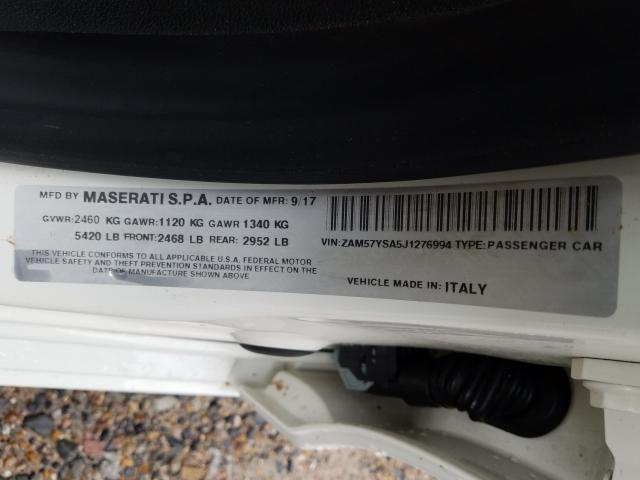 MFD BY MASERATI S.P.A. DATE OF MFR: 9/17
GVWR:2460 KG GAWR:1120 KG GAWR 1340 KG
5420 LB FRONT:2468 LB REAR: 2952 LB
THIS VEHICLE CONFORMS TO ALL APPLICABLE U.S.A. FEDERAL MOTOR
VEHICLE SAFETY AND THEFT PREVENTION STANDARDS IN EFFECT ON THE
DATE OF MANUFACTURE SHOWN ABOVE
VIN:ZAM57YSA5J1276994 TYPE:PASSENGER CAR
VEHICLE MADE IN: ITALY